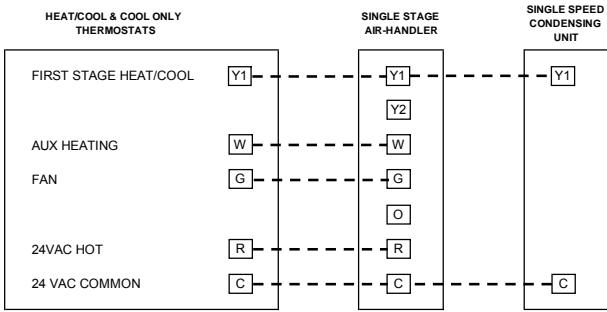 HEAT/COOL & COOL ONLY
THERMOSTATS
SINGLE STAGE
AIR-HANDLER
SINGLE SPEED
CONDENSING
UNIT
FIRST STAGE HEAT/COOL Y1 Y1 Y1
Y2
AUX HEATING W W
FAN G G
O
24VAC HOT R R
24 VAC COMMON C C C